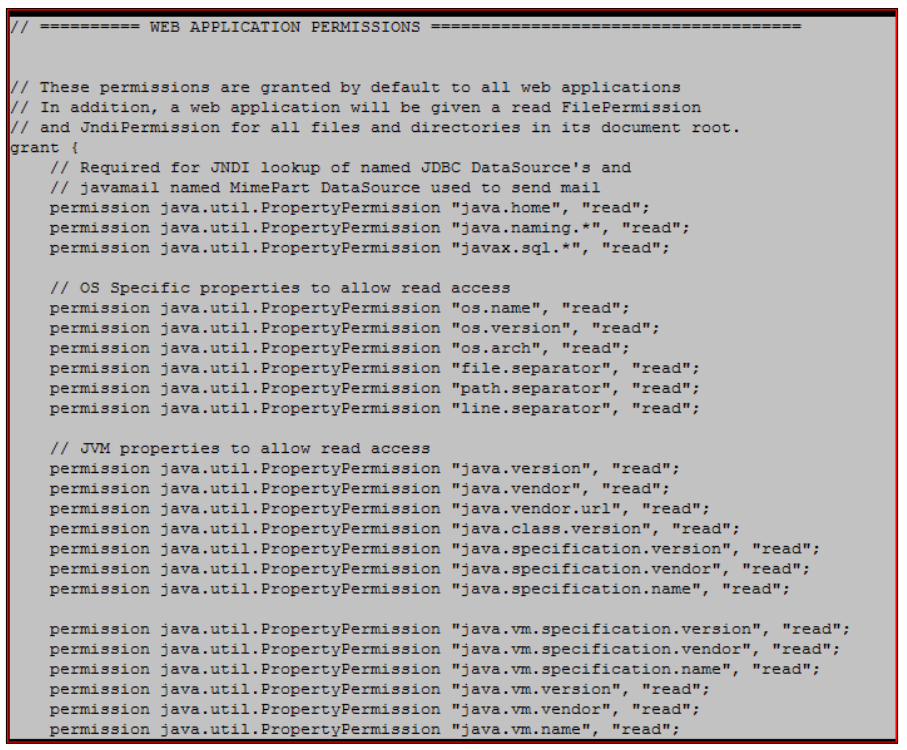 // ========== WEB APPLICATION PERMISSIONS =====================================
// These permissions are granted by default to all web applications
// In addition, a web application will be given a read FilePermission
// and JndiPermission for all files and directories in its document root.
grant {
    // Required for JNDI lookup of named JDBC DataSource's and
    // javamail named MimePart DataSource used to send mail
    permission java.util.PropertyPermission "java.home", "read";
    permission java.util.PropertyPermission "java.naming.*", "read";
    permission java.util.PropertyPermission "javax.sql.*", "read";
    // OS Specific properties to allow read access
    permission java.util.PropertyPermission "os.name", "read";
    permission java.util.PropertyPermission "os.version", "read";
    permission java.util.PropertyPermission "os.arch", "read";
    permission java.util.PropertyPermission "file.separator", "read";
    permission java.util.PropertyPermission "path.separator", "read";
    permission java.util.PropertyPermission "line.separator", "read";
    // JVM properties to allow read access
    permission java.util.PropertyPermission "java.version", "read";
    permission java.util.PropertyPermission "java.vendor", "read";
    permission java.util.PropertyPermission "java.vendor.url", "read";
    permission java.util.PropertyPermission "java.class.version", "read";
    permission java.util.PropertyPermission "java.specification.version", "read";
    permission java.util.PropertyPermission "java.specification.vendor", "read";
    permission java.util.PropertyPermission "java.specification.name", "read";
    permission java.util.PropertyPermission "java.vm.specification.version", "read";
    permission java.util.PropertyPermission "java.vm.specification.vendor", "read";
    permission java.util.PropertyPermission "java.vm.specification.name", "read";
    permission java.util.PropertyPermission "java.vm.version", "read";
    permission java.util.PropertyPermission "java.vm.vendor", "read";
    permission java.util.PropertyPermission "java.vm.name", "read";